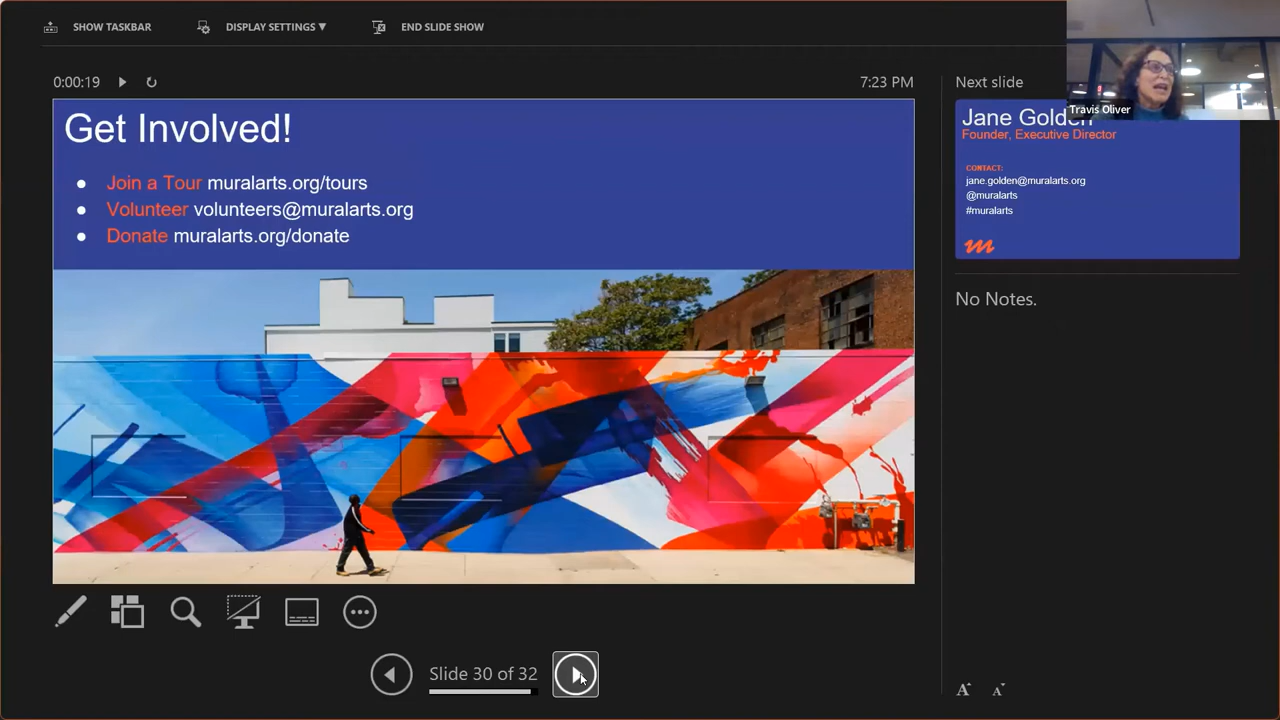 SHOW TASKBAR
DISPLAY SETTINGS ▼
END SLIDE SHOW
0:00:19
7:23 PM
Next slide
Travis Oliver
Get Involved!
• Join a Tour muralarts.org/tours
• Volunteer volunteers@muralarts.org
• Donate muralarts.org/donate
Jane Golden
Founder, Executive Director
CONTACT:
jane.golden@muralarts.org
@muralarts
#muralarts
No Notes.
Slide 30 of 32
A A